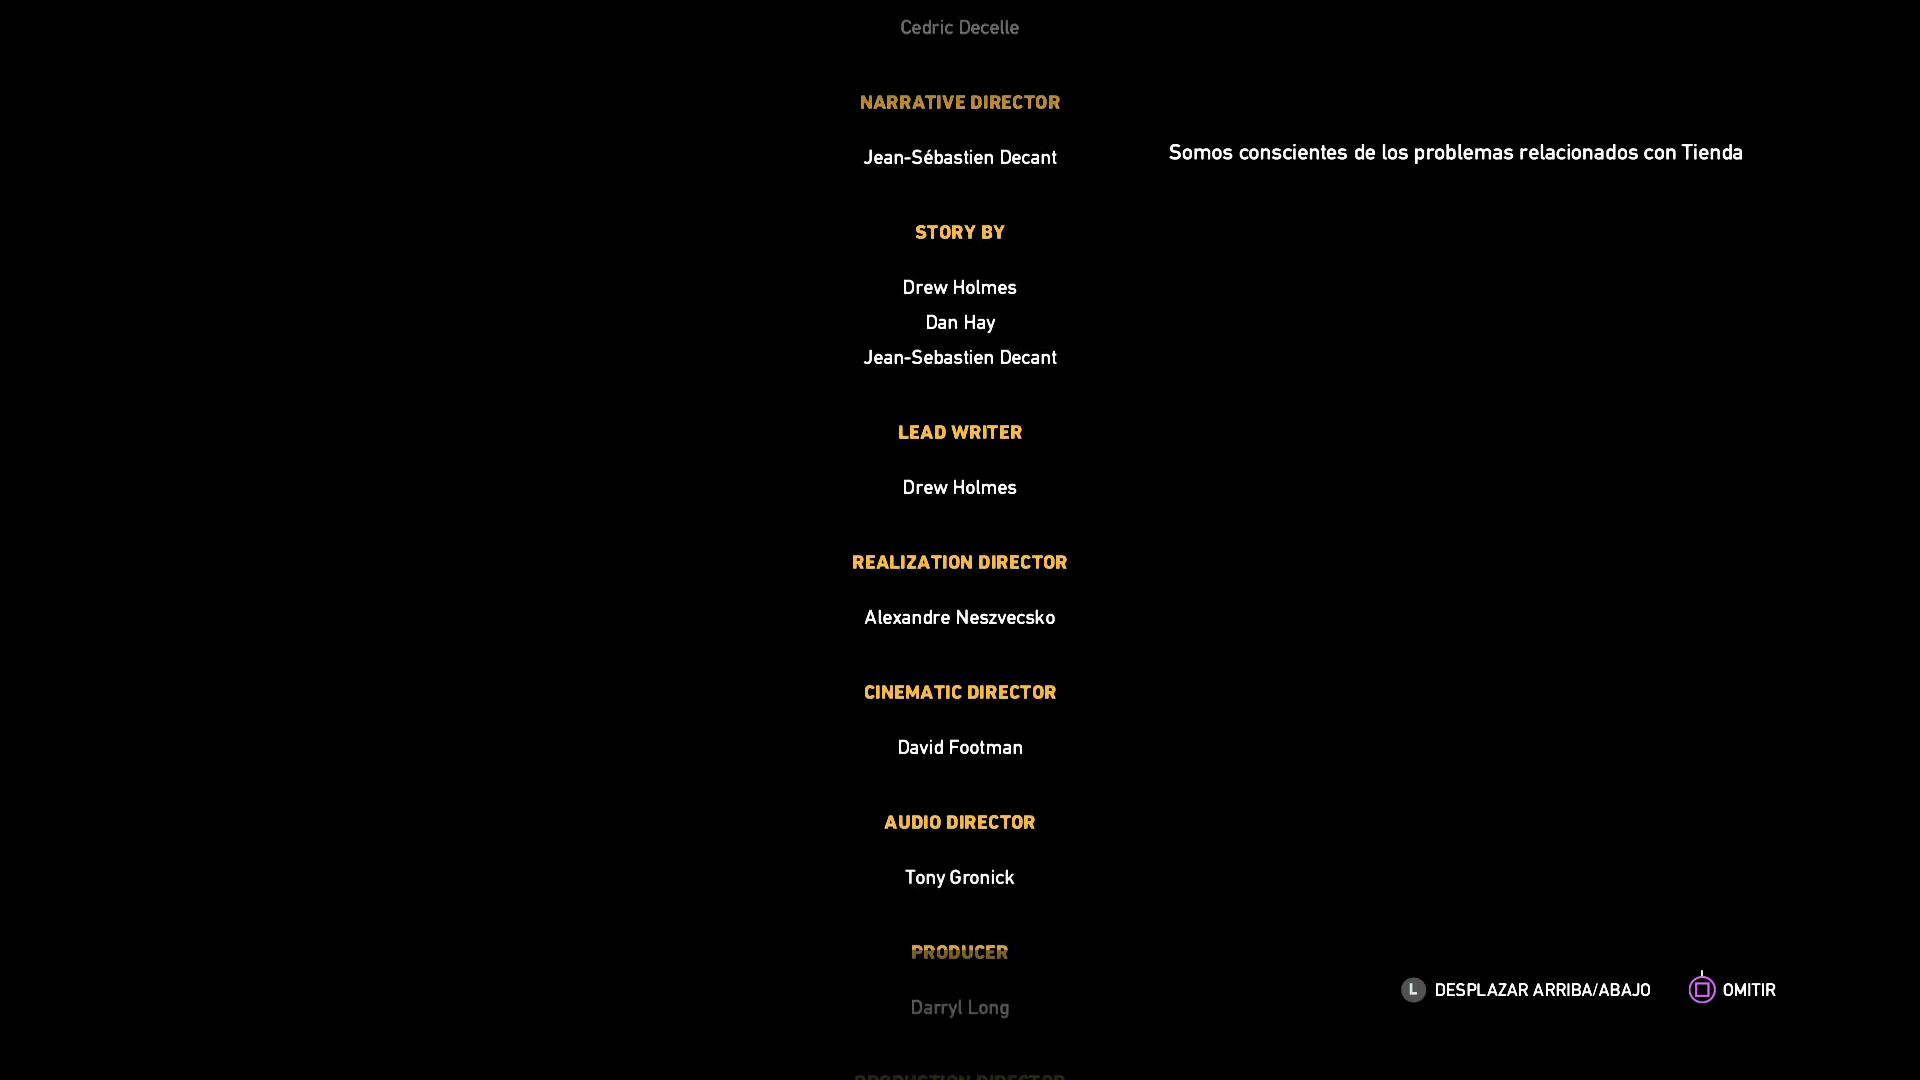 Cedric Decelle
NARRATIVE DIRECTOR
Jean-Sébastien Decant
Somos conscientes de los problemas relacionados con Tienda
STORY BY
Drew Holmes
Dan Hay
Jean-Sebastien Decant
LEAD WRITER
Drew Holmes
REALIZATION DIRECTOR
Alexandre Neszvecsko
CINEMATIC DIRECTOR
David Footman
AUDIO DIRECTOR
Tony Gronick
PRODUCER
Darryl Long
L DESPLAZAR ARRIBA/ABAJO OMITIR
PRODUCTION DIRECTOR